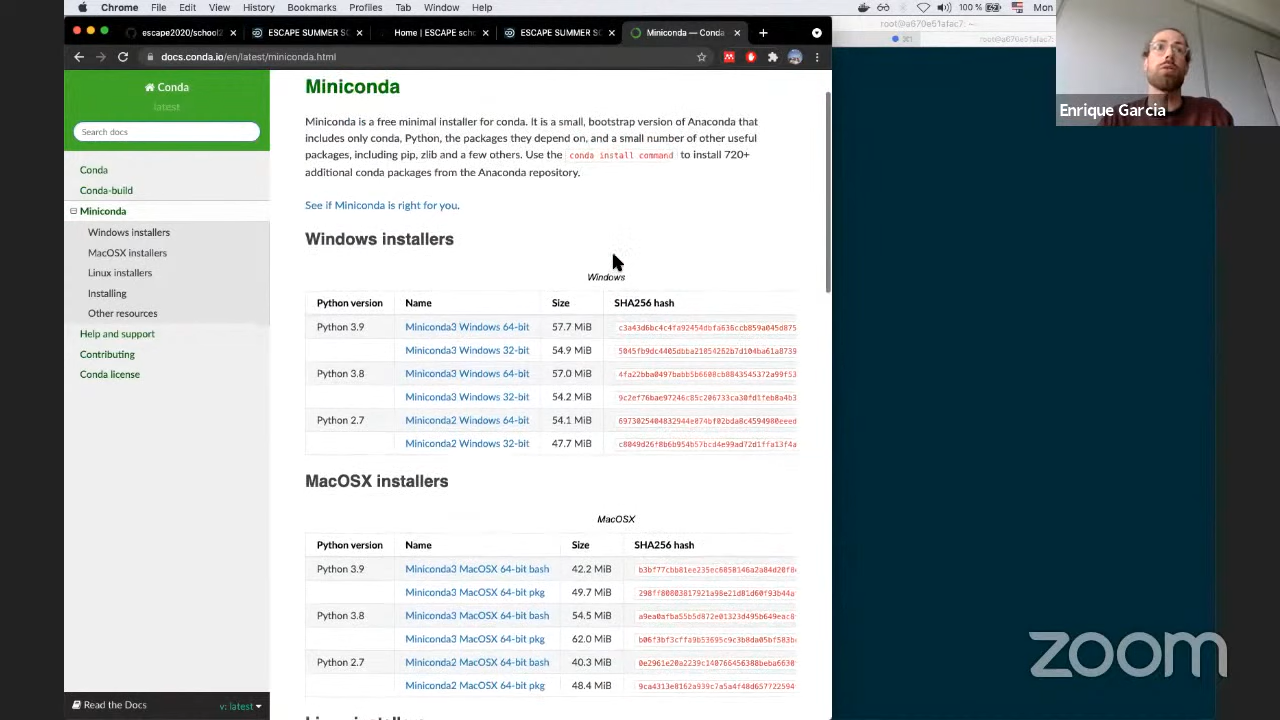 Chrome File Edit View History Bookmarks Profiles Tab Window Help 100 % Mon
root@a670e51afac7:
escape2020/school2 ESCAPE SUMMER SC Home | ESCAPE sch ESCAPE SUMMER SC Miniconda — Conda
⌘1 root@a670e51afac7:
docs.conda.io/en/latest/miniconda.html
Enrique Garcia
Conda
latest
Search docs
Conda
Conda-build
Miniconda
Windows installers
MacOSX installers
Linux installers
Installing
Other resources
Help and support
Contributing
Conda license
Read the Docs v: latest
Miniconda
Miniconda is a free minimal installer for conda. It is a small, bootstrap version of Anaconda that
includes only conda, Python, the packages they depend on, and a small number of other useful
packages, including pip, zlib and a few others. Use the conda install command to install 720+
additional conda packages from the Anaconda repository.
See if Miniconda is right for you.
Windows installers
Windows
Python version Name Size SHA256 hash
Python 3.9 Miniconda3 Windows 64-bit 57.7 MiB
Miniconda3 Windows 32-bit 54.9 MiB
Python 3.8 Miniconda3 Windows 64-bit 57.0 MiB
Miniconda3 Windows 32-bit 54.2 MiB
Python 2.7 Miniconda2 Windows 64-bit 54.1 MiB
Miniconda2 Windows 32-bit 47.7 MiB
MacOSX installers
MacOSX
Python version Name Size SHA256 hash
Python 3.9 Miniconda3 MacOSX 64-bit bash 42.2 MiB
Miniconda3 MacOSX 64-bit pkg 49.7 MiB
Python 3.8 Miniconda3 MacOSX 64-bit bash 54.5 MiB
Miniconda3 MacOSX 64-bit pkg 62.0 MiB
Python 2.7 Miniconda2 MacOSX 64-bit bash 40.3 MiB
Miniconda2 MacOSX 64-bit pkg 48.4 MiB
Linux installers
zoom